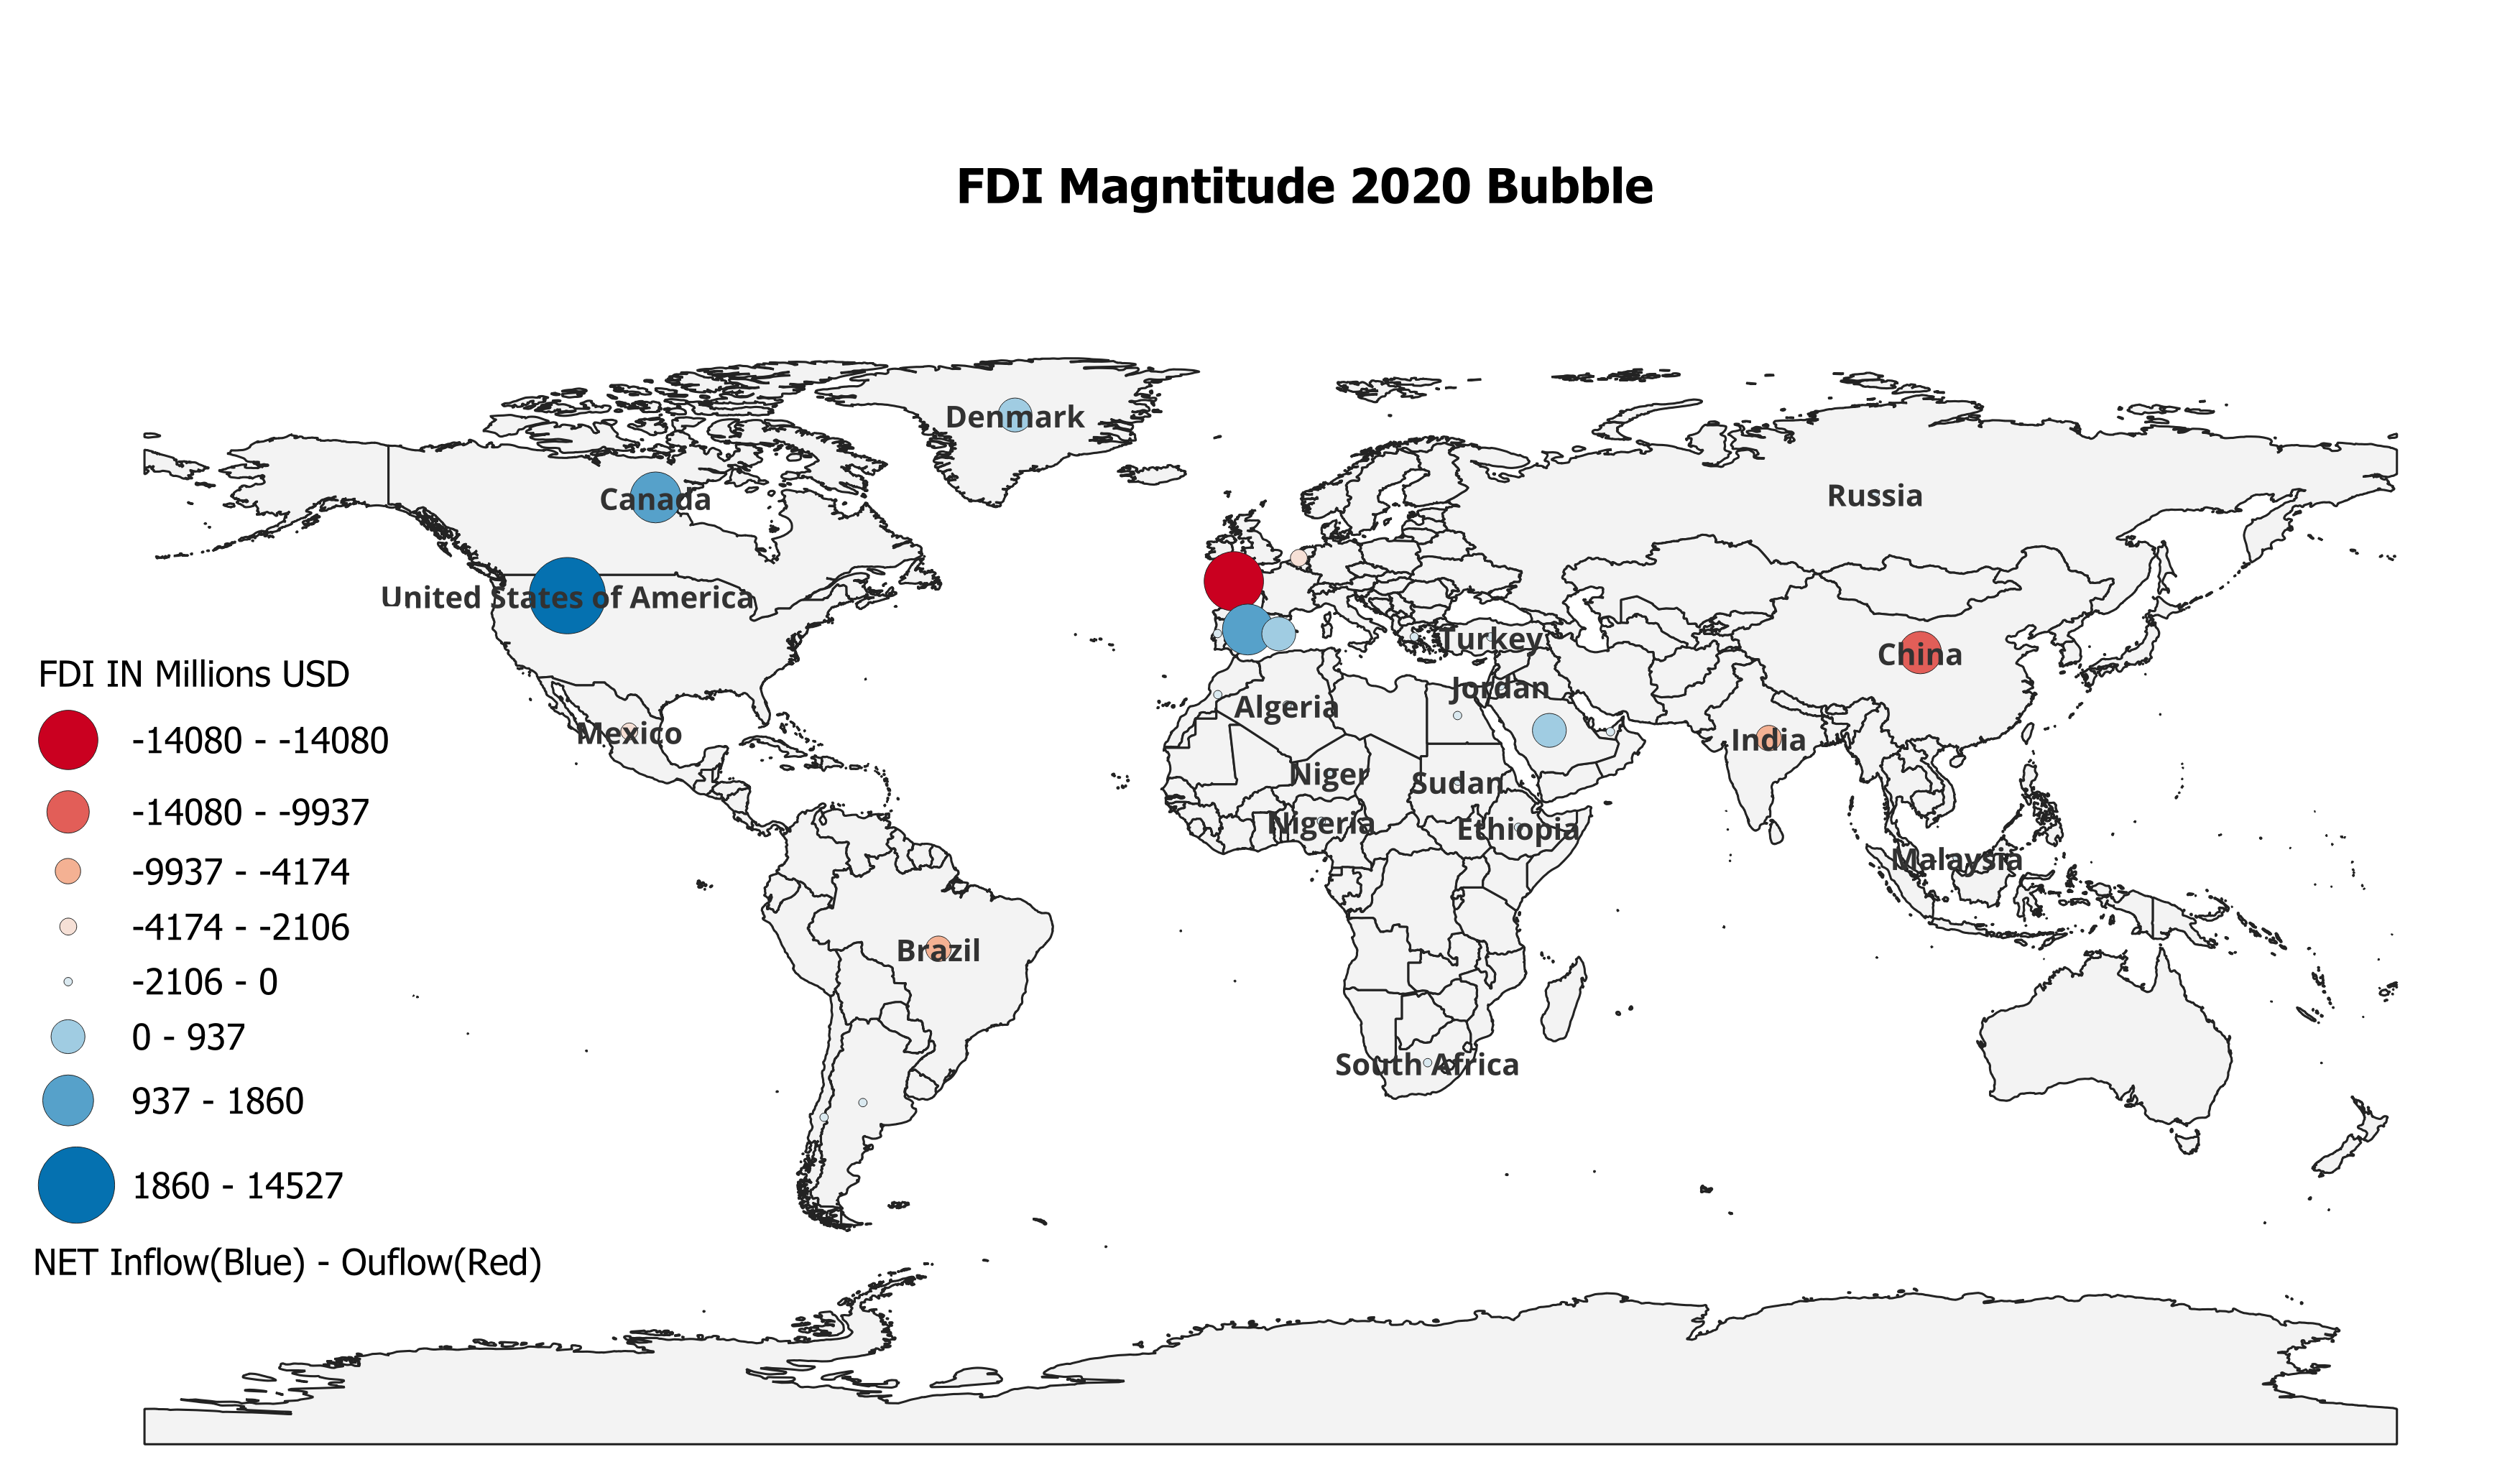 FDI Magntitude 2020 Bubble
Denmark
Canada
Russia
United States of America
Turkey
China
FDI IN Millions USD
Jordan
Algeria
Mexico
India
-14080 - -14080
Niger
Sudan
-14080 - -9937
Nigeria
Ethiopia
Malaysia
-9937 - -4174
-4174 - -2106
Brazil
-2106 - 0
0 - 937
South Africa
937 - 1860
1860 - 14527
NET Inflow(Blue) - Ouflow(Red)